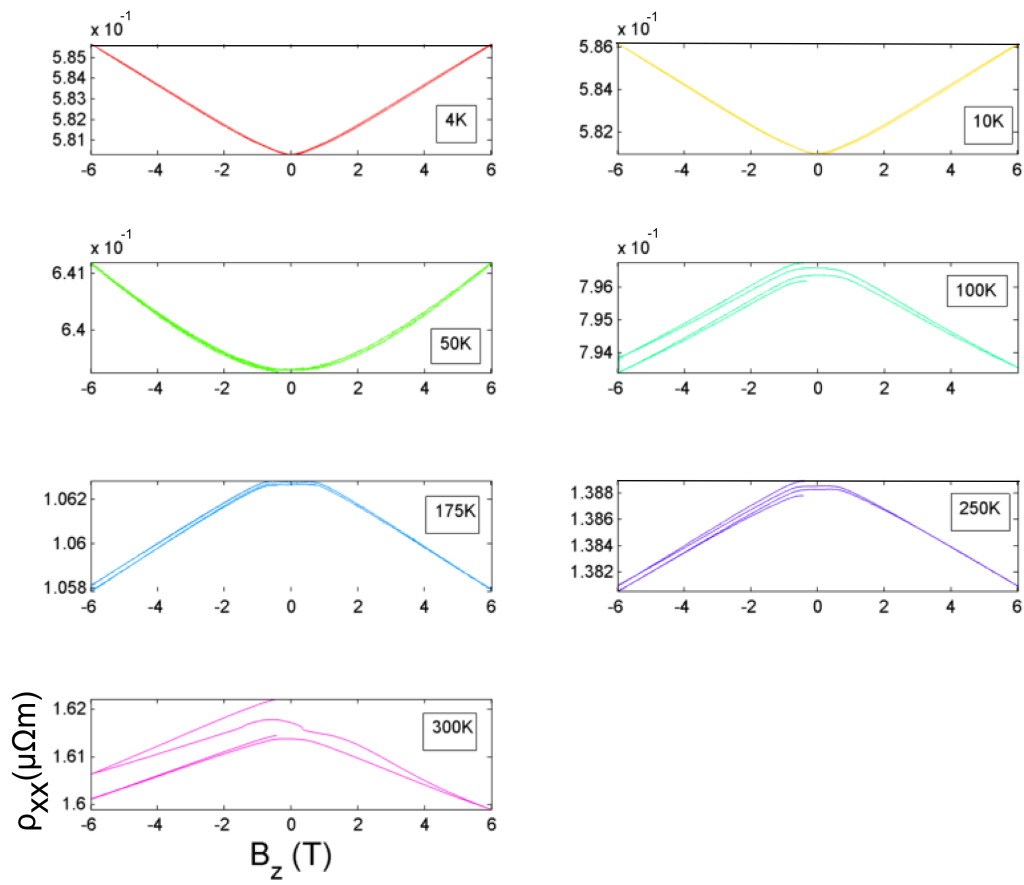 x 10⁻¹
5.85
5.84
5.83
5.82
5.81
4K
-6 -4 -2 0 2 4 6
x 10⁻¹
5.86
5.84
5.82
10K
-6 -4 -2 0 2 4 6
x 10⁻¹
6.41
6.4
50K
-6 -4 -2 0 2 4 6
x 10⁻¹
7.96
7.95
7.94
100K
-6 -4 -2 0 2 4 6
1.062
1.06
1.058
175K
-6 -4 -2 0 2 4 6
1.388
1.386
1.384
1.382
250K
-6 -4 -2 0 2 4 6
1.62
1.61
1.6
300K
-6 -4 -2 0 2 4 6
ρxx(μΩm)
Bz (T)